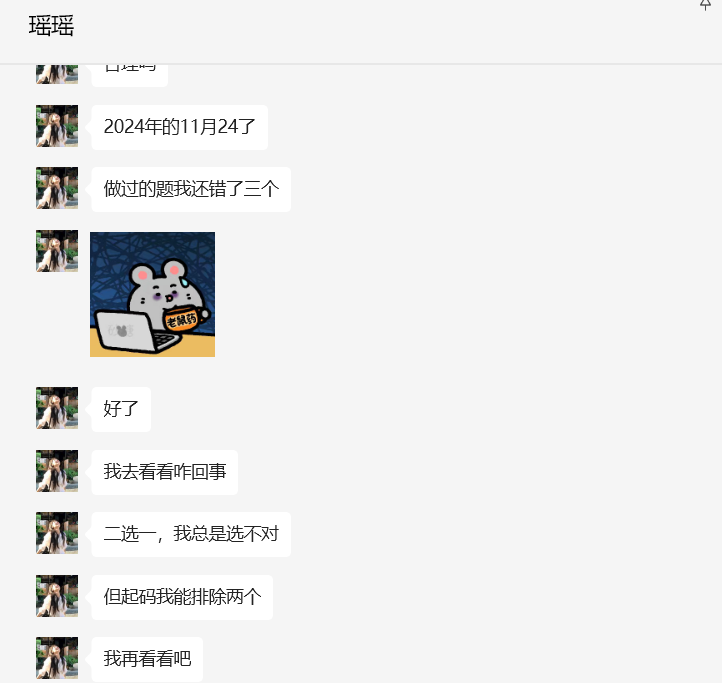 瑶瑶
合理吗
2024年的11月24了
做过的题我还错了三个
老鼠药
好了
我去看看咋回事
二选一，我总是选不对
但起码我能排除两个
我再看看吧